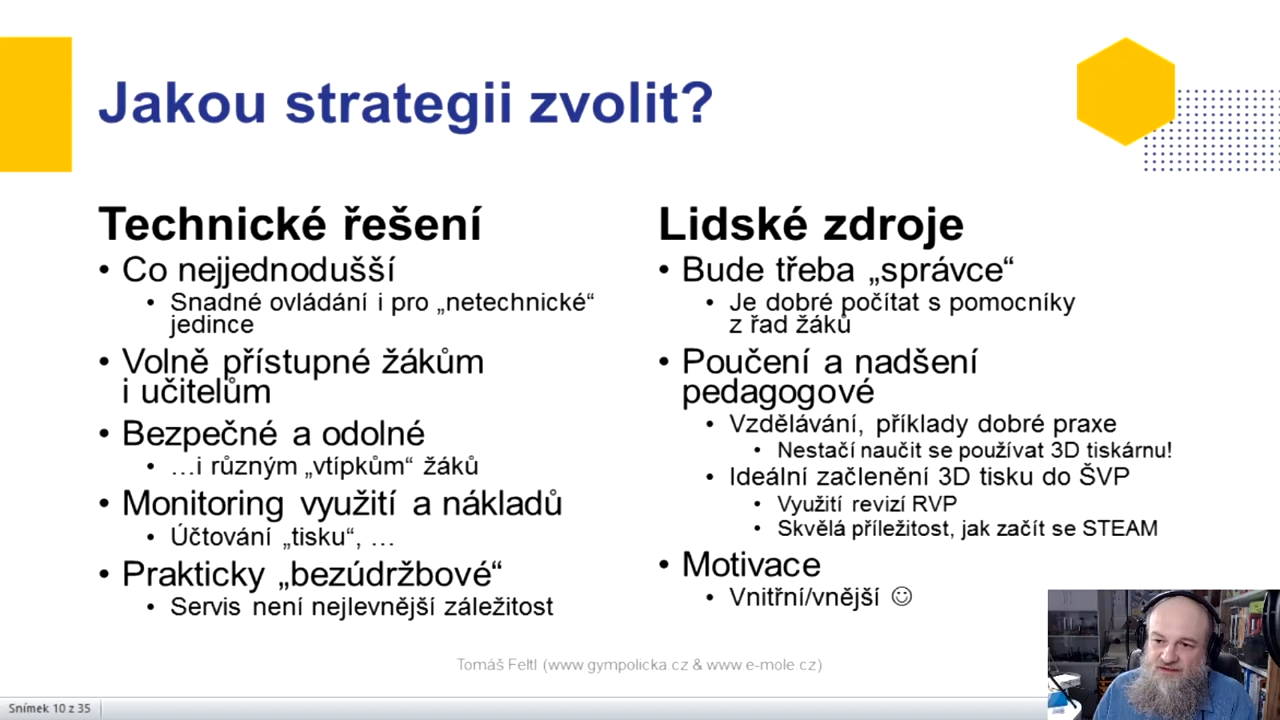 Jakou strategii zvolit?
Technické řešení
• Co nejjednodušší
• Snadné ovládání i pro „netechnické“
jedince
• Volně přístupné žákům
i učitelům
• Bezpečné a odolné
• …i různým „vtípkům“ žáků
• Monitoring využití a nákladů
• Účtování „tisku“, …
• Prakticky „bezúdržbové“
• Servis není nejlevnější záležitost
Lidské zdroje
• Bude třeba „správce“
• Je dobré počítat s pomocníky
z řad žáků
• Poučení a nadšení
pedagogové
• Vzdělávání, příklady dobré praxe
• Nestačí naučit se používat 3D tiskárnu!
• Ideální začlenění 3D tisku do ŠVP
• Využití revizí RVP
• Skvělá příležitost, jak začít se STEAM
• Motivace
• Vnitřní/vnější ☺
Tomáš Feltl (www.gympolicka.cz & www.e-mole.cz)
Snímek 10 z 35